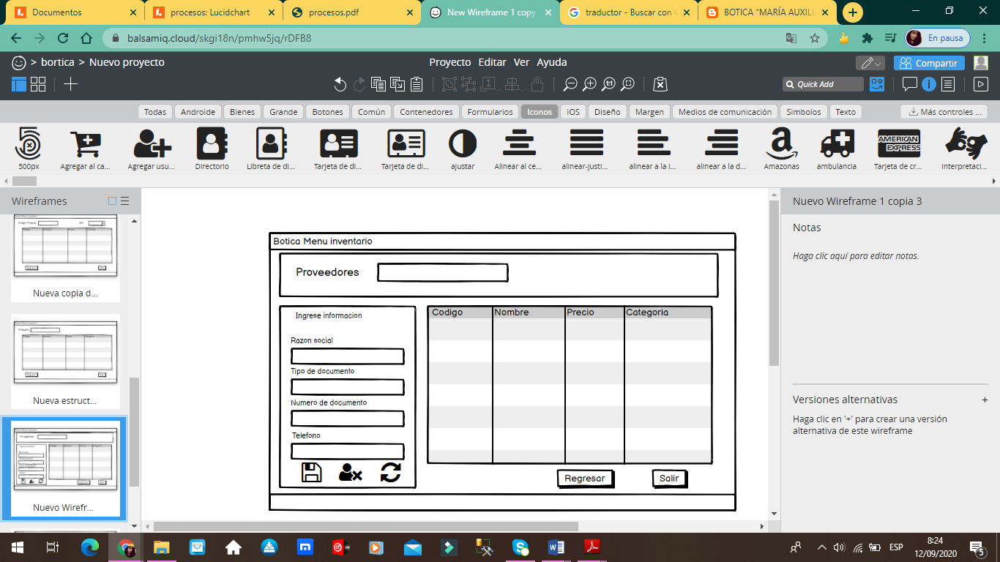 Documentos
procesos: Lucidchart
procesos.pdf
New Wireframe 1 copy
traductor - Buscar con G
BOTICA "MARÍA AUXILI
balsamiq.cloud/skgi18n/pmhw5jq/rDFB8
En pausa
> bortica > Nuevo proyecto
Proyecto Editar Ver Ayuda
Compartir
1:1
Quick Add
Todas Androide Bienes Grande Botones Común Contenedores Formularios Iconos iOS Diseño Margen Medios de comunicación Simbolos Texto Más controles ...
AMERICAN
EXPRESS
500px Agregar al ca... Agregar usu... Directorio Libreta de di... Tarjeta de di... Tarjeta de di... ajustar Alinear al ce... alinear-justi... alinear a la i... alinear a la d... Amazonas ambulancia Tarjeta de cr... Interpretaci...
Wireframes
Nueva copia d...
Nueva estruct...
Nuevo Wirefr...
Botica Menu inventario
Proveedores
Ingrese informacion
Razon social
Tipo de documento
Numero de documento
Telefono
Codigo Nombre Precio Categoria
Regresar Salir
Nuevo Wireframe 1 copia 3
Notas
Haga clic aquí para editar notas.
Versiones alternativas +
Haga clic en '+' para crear una versión
alternativa de este wireframe
ESP
8:24
12/09/2020
5